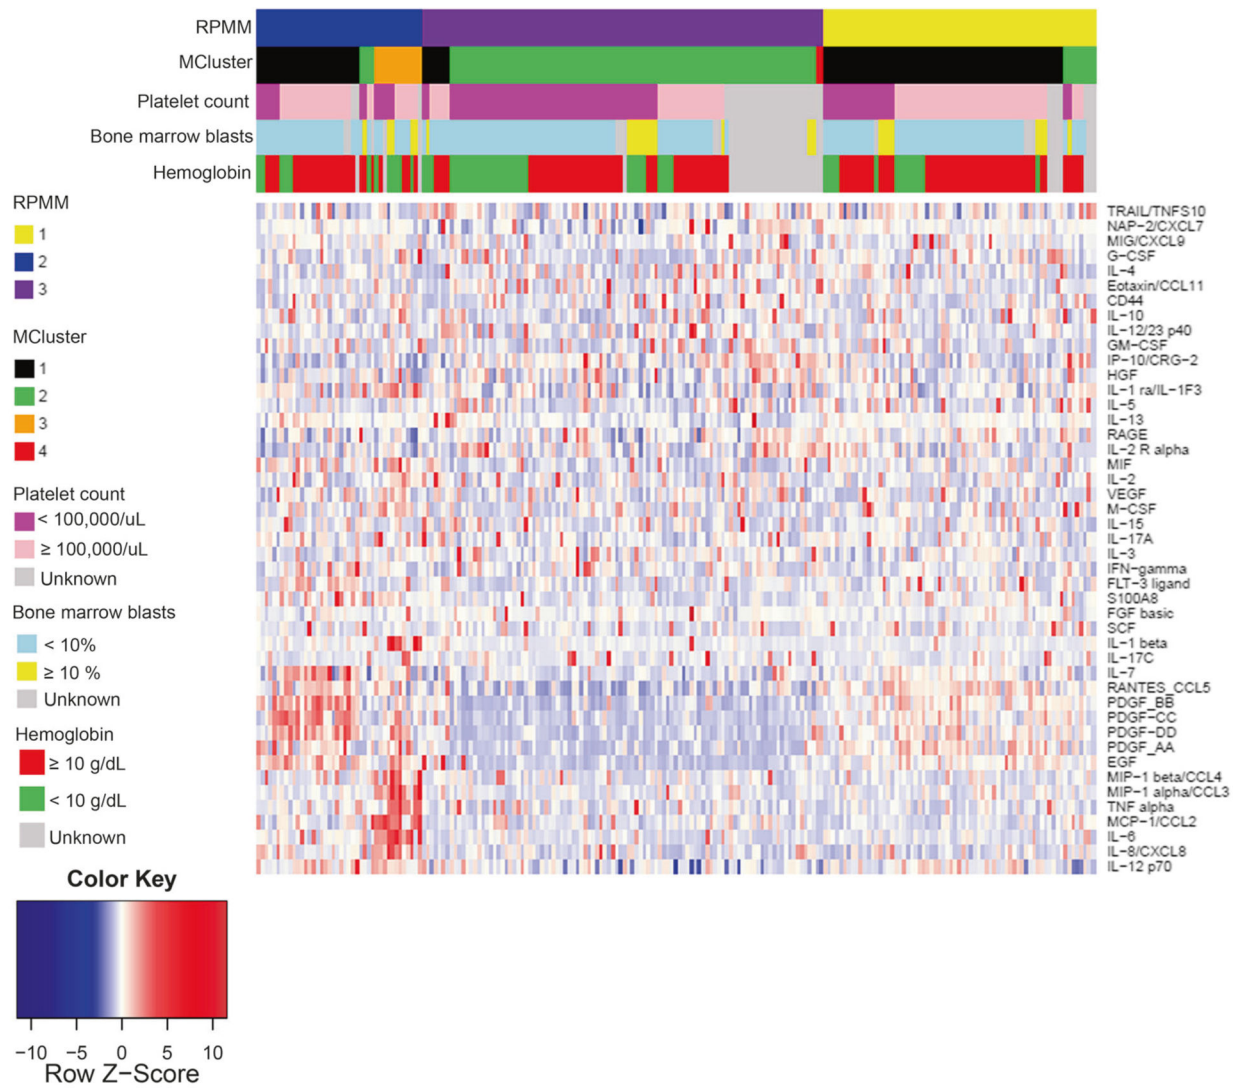 RPMM
MCluster
Platelet count
Bone marrow blasts
Hemoglobin
RPMM
1
2
3
MCluster
1
2
3
4
Platelet count
< 100,000/uL
≥ 100,000/uL
Unknown
Bone marrow blasts
< 10%
≥ 10 %
Unknown
Hemoglobin
≥ 10 g/dL
< 10 g/dL
Unknown
Color Key
−10 −5 0 5 10
Row Z−Score
TRAIL/TNFS10
NAP−2/CXCL7
MIG/CXCL9
G−CSF
IL−4
Eotaxin/CCL11
CD44
IL−10
IL−12/23 p40
GM−CSF
IP−10/CRG−2
HGF
IL−1 ra/IL−1F3
IL−5
IL−13
RAGE
IL−2 R alpha
MIF
IL−2
VEGF
M−CSF
IL−15
IL−17A
IL−3
IFN−gamma
FLT−3 ligand
S100A8
FGF basic
SCF
IL−1 beta
IL−17C
IL−7
RANTES_CCL5
PDGF_BB
PDGF−CC
PDGF−DD
PDGF_AA
EGF
MIP−1 beta/CCL4
MIP−1 alpha/CCL3
TNF alpha
MCP−1/CCL2
IL−6
IL−8/CXCL8
IL−12 p70